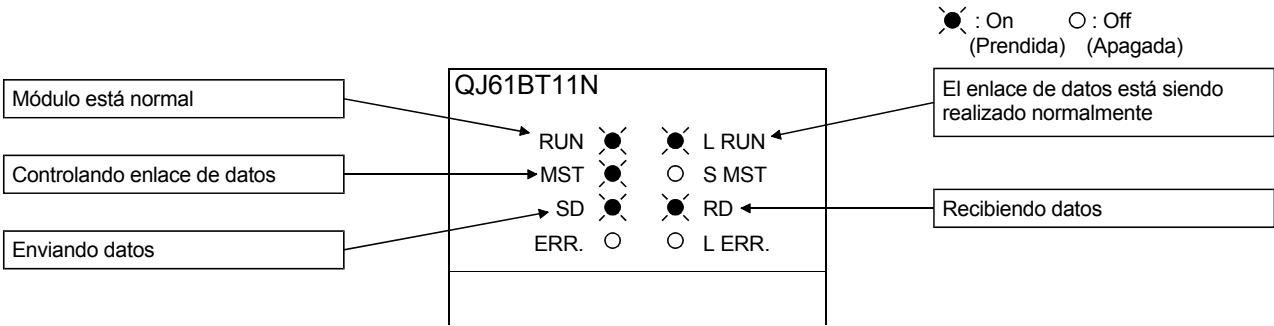 : On : Off
(Prendida) (Apagada)
Módulo está normal
Controlando enlace de datos
Enviando datos
QJ61BT11N
RUN L RUN
MST S MST
SD RD
ERR. L ERR.
El enlace de datos está siendo
realizado normalmente
Recibiendo datos